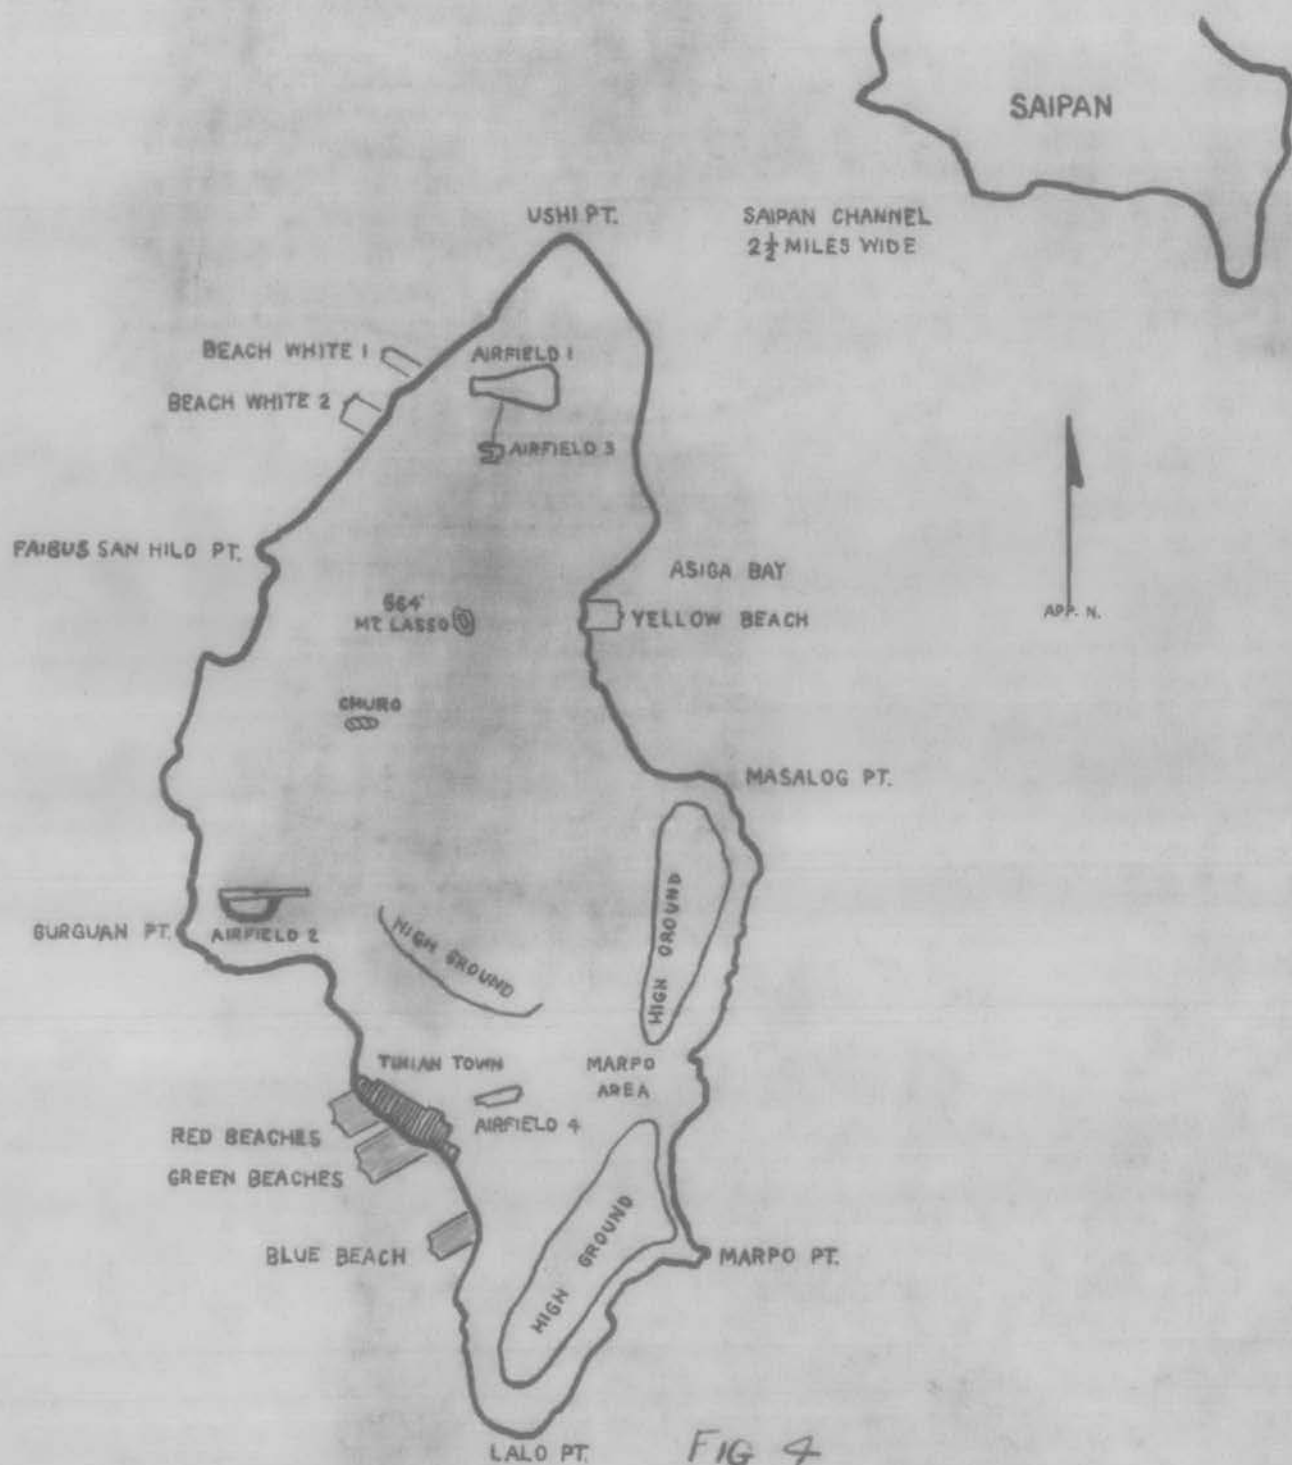 SAIPAN
USHI PT.
SAIPAN CHANNEL
2½ MILES WIDE
BEACH WHITE 1
AIRFIELD 1
BEACH WHITE 2
AIRFIELD 3
FAIBUS SAN HILO PT.
ASIGA BAY
564'
MT. LASSO
YELLOW BEACH
APP. N.
CHURO
MASALOG PT.
HIGH GROUND
GURGUAN PT.
AIRFIELD 2
HIGH GROUND
TINIAN TOWN
MARPO
AREA
AIRFIELD 4
RED BEACHES
GREEN BEACHES
HIGH GROUND
BLUE BEACH
MARPO PT.
LALO PT.
FIG 4